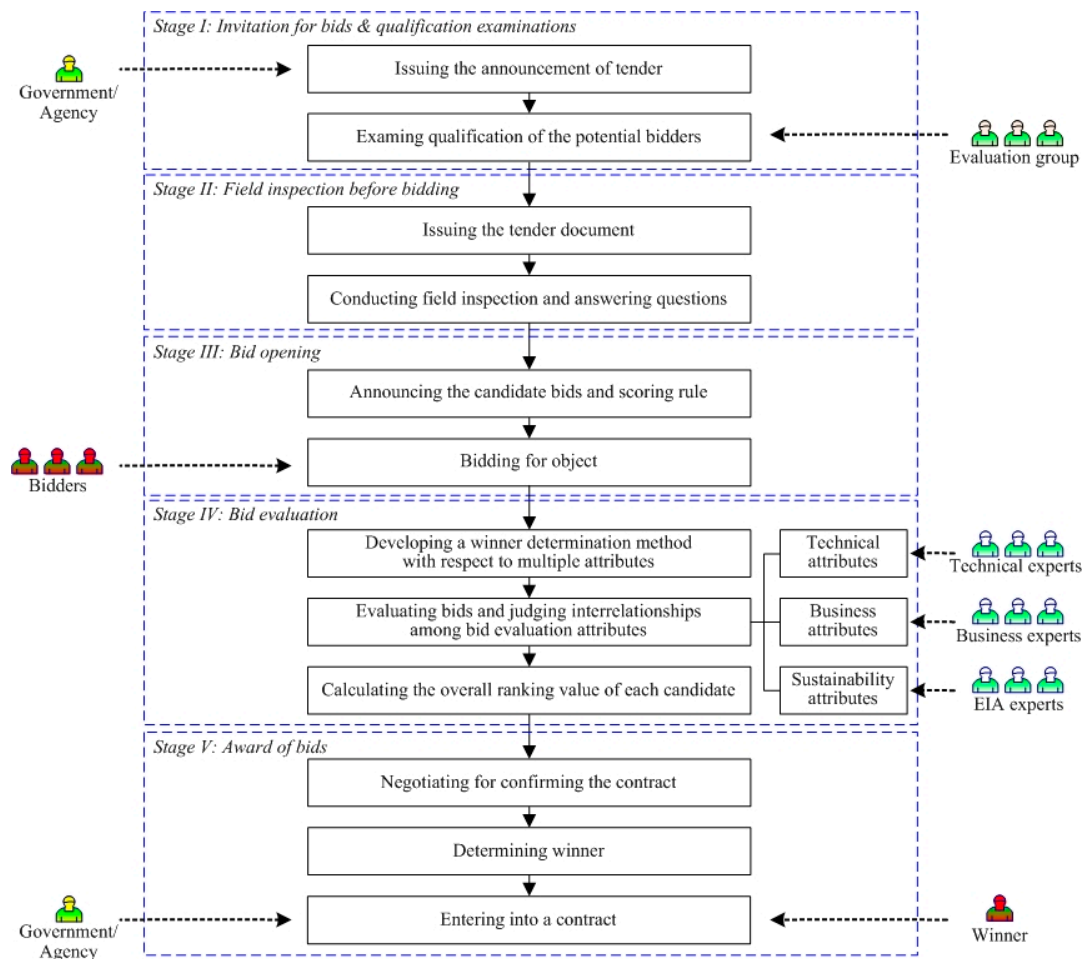 Stage I: Invitation for bids & qualification examinations
Issuing the announcement of tender
Government/
Agency
Examing qualification of the potential bidders
Evaluation group
Stage II: Field inspection before bidding
Issuing the tender document
Conducting field inspection and answering questions
Stage III: Bid opening
Announcing the candidate bids and scoring rule
Bidding for object
Bidders
Stage IV: Bid evaluation
Developing a winner determination method
with respect to multiple attributes
Technical
attributes
Technical experts
Evaluating bids and judging interrelationships
among bid evaluation attributes
Business
attributes
Business experts
Calculating the overall ranking value of each candidate
Sustainability
attributes
EIA experts
Stage V: Award of bids
Negotiating for confirming the contract
Determining winner
Entering into a contract
Government/
Agency
Winner